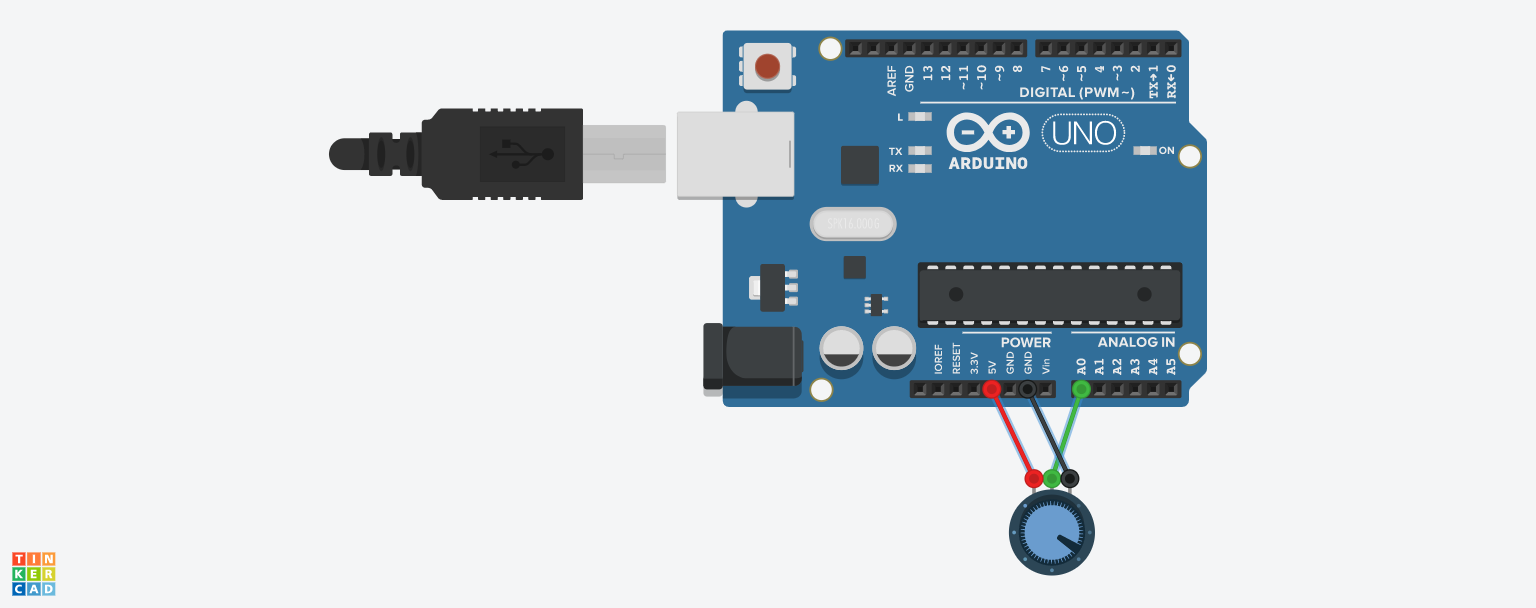 AREF
GND
13
12
~11
~10
~9
8
7
~6
~5
4
~3
2
TX→1
RX←0
DIGITAL (PWM~)
L
TX
RX
ARDUINO
UNO
ON
SPK16.000G
POWER
ANALOG IN
IOREF
RESET
3.3V
5V
GND
GND
Vin
A0
A1
A2
A3
A4
A5
TIN
KER
CAD